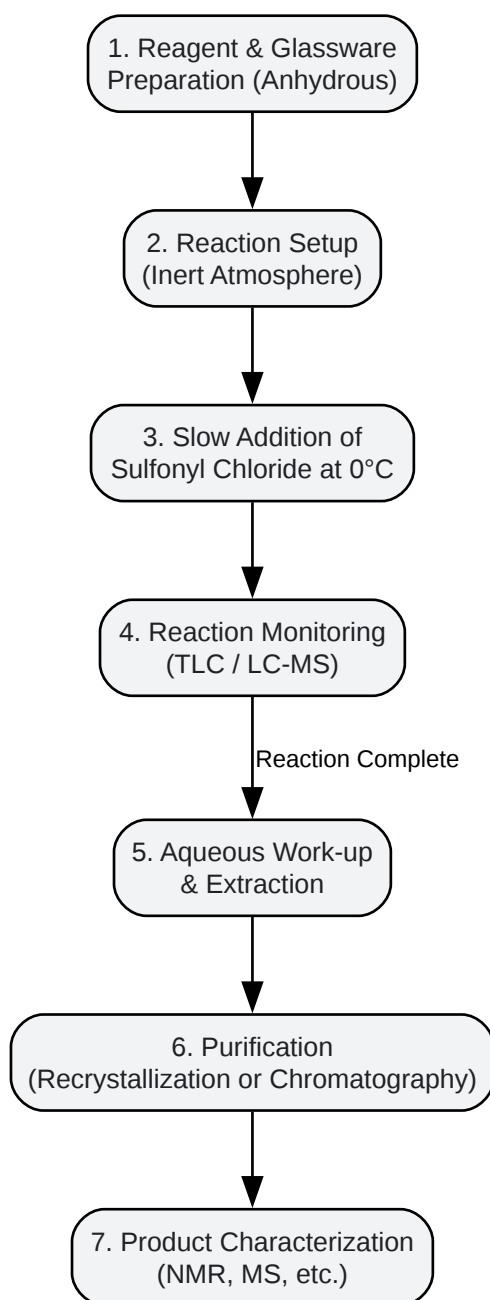 1. Reagent & Glassware
Preparation (Anhydrous)
2. Reaction Setup
(Inert Atmosphere)
3. Slow Addition of
Sulfonyl Chloride at 0°C
4. Reaction Monitoring
(TLC / LC-MS)
Reaction Complete
5. Aqueous Work-up
& Extraction
6. Purification
(Recrystallization or Chromatography)
7. Product Characterization
(NMR, MS, etc.)